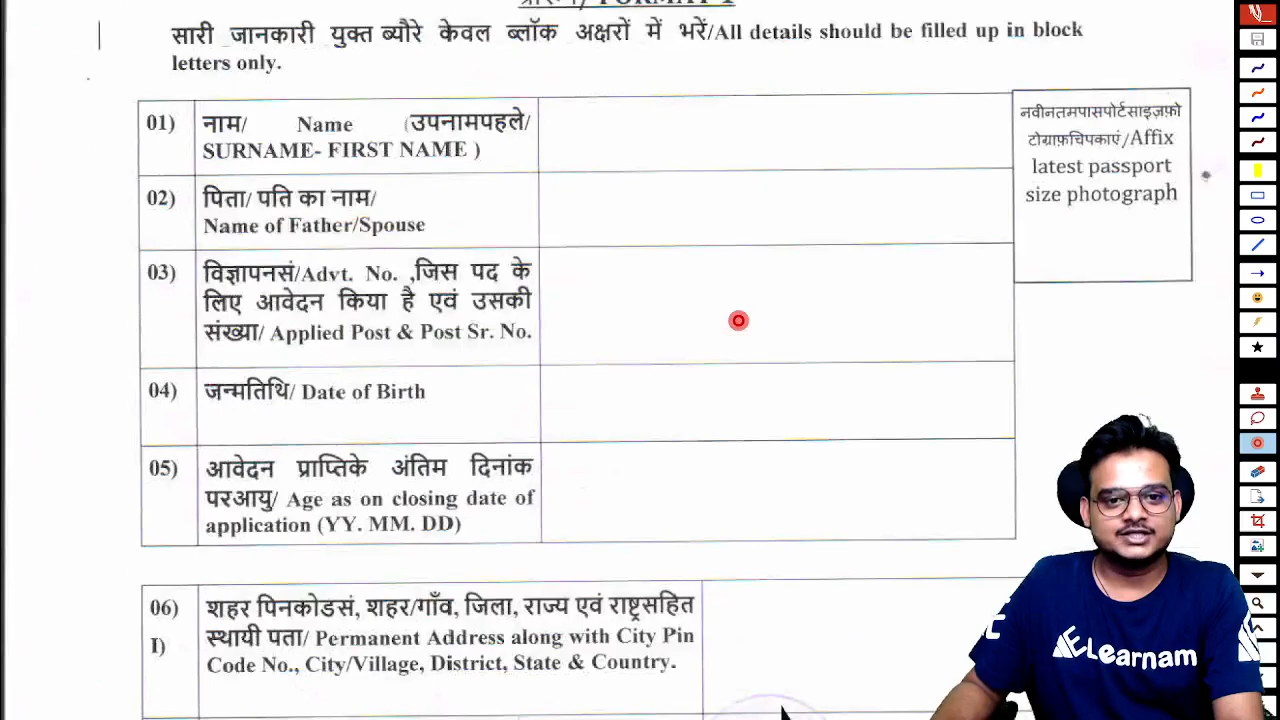 सारी जानकारी युक्त ब्यौरे केवल ब्लॉक अक्षरों में भरें/All details should be filled up in block
letters only.
01) नाम/ Name (उपनामपहले/
SURNAME- FIRST NAME )
नवीनतमपासपोर्टसाइज़फ़ो
टोग्राफ़चिपकाएं/Affix
latest passport
size photograph
02) पिता/ पति का नाम/
Name of Father/Spouse
03) विज्ञापनसं/Advt. No. ,जिस पद के
लिए आवेदन किया है एवं उसकी
संख्या/ Applied Post & Post Sr. No.
04) जन्मतिथि/ Date of Birth
05) आवेदन प्राप्तिके अंतिम दिनांक
परआयु/ Age as on closing date of
application (YY. MM. DD)
06) शहर पिनकोडसं, शहर/गाँव, जिला, राज्य एवं राष्ट्रसहित
I) स्थायी पता/ Permanent Address along with City Pin
Code No., City/Village, District, State & Country.
ELearnam